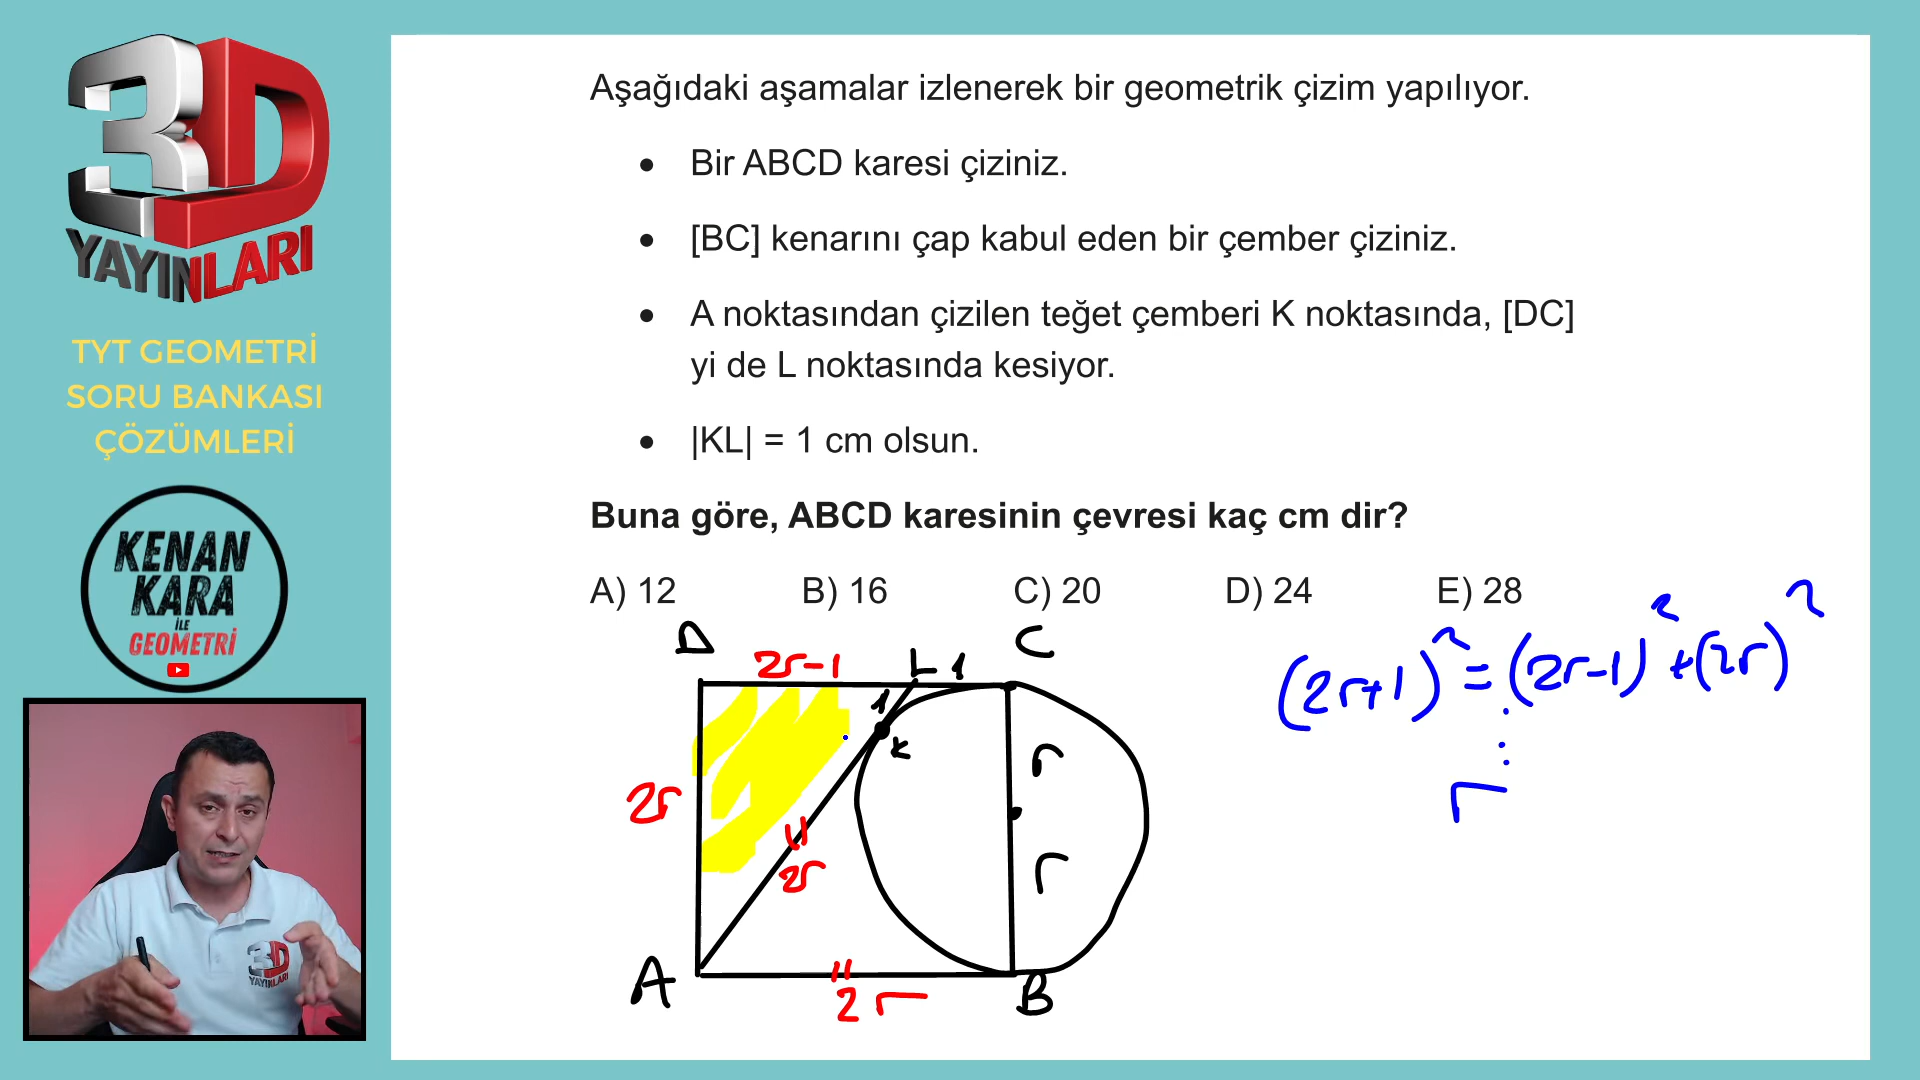 3D
YAYINLARI
TYT GEOMETRİ
SORU BANKASI
ÇÖZÜMLERİ
KENAN
KARA
İLE
GEOMETRİ
3D
YAYINLARI
Aşağıdaki aşamalar izlenerek bir geometrik çizim yapılıyor.
• Bir ABCD karesi çiziniz.
• [BC] kenarını çap kabul eden bir çember çiziniz.
• A noktasından çizilen teğet çemberi K noktasında, [DC]
yi de L noktasında kesiyor.
• |KL| = 1 cm olsun.
Buna göre, ABCD karesinin çevresi kaç cm dir?
A) 12 B) 16 C) 20 D) 24 E) 28
D 2r-1 L 1 C
1
K
r
2r
2r
r
A 2r B
(2r+1)² = (2r-1)² + (2r)²
r